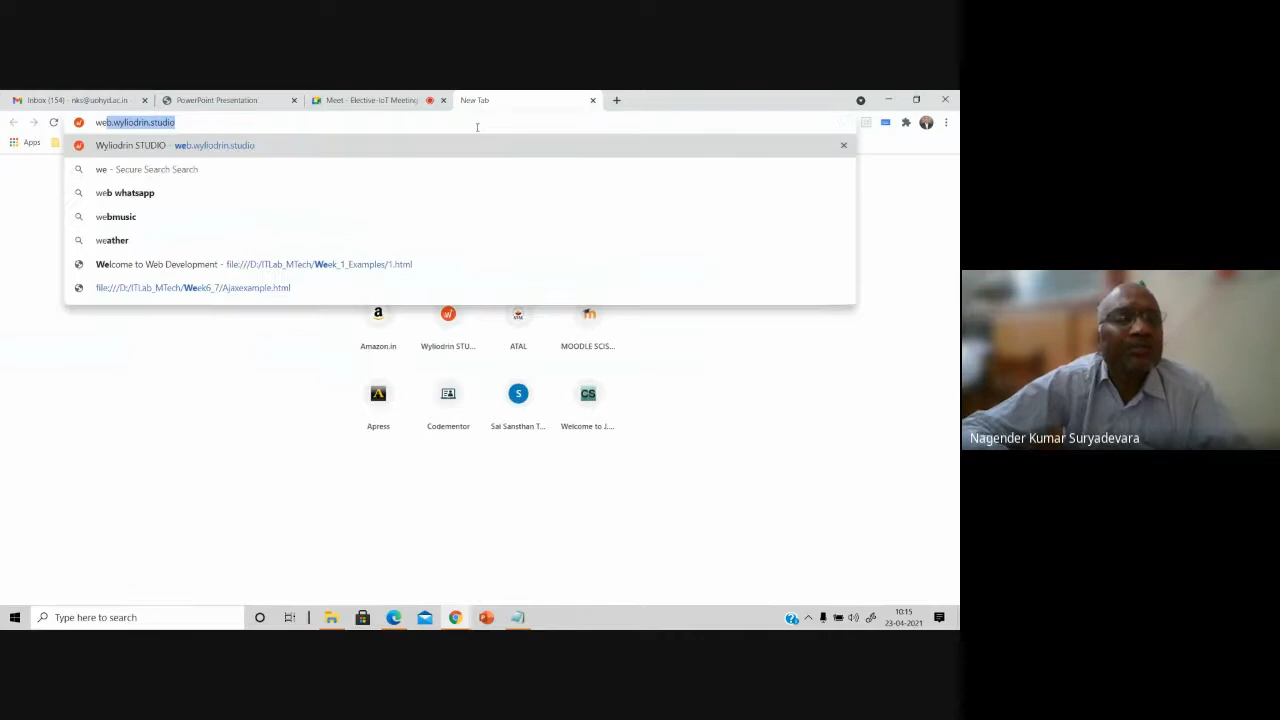 Inbox (154) - nks@uohyd.ac.in
PowerPoint Presentation
Meet - Elective-IoT Meeting
New Tab
web.wyliodrin.studio
Apps
Wyliodrin STUDIO - web.wyliodrin.studio
we - Secure Search Search
web whatsapp
webmusic
weather
Welcome to Web Development - file:///D:/ITLab_MTech/Week_1_Examples/1.html
file:///D:/ITLab_MTech/Week6_7/Ajaxexample.html
Amazon.in
Wyliodrin STU...
ATAL
MOODLE SCIS...
Apress
Codementor
Sai Sansthan T...
Welcome to J....
Nagender Kumar Suryadevara
Type here to search
10:15
23-04-2021